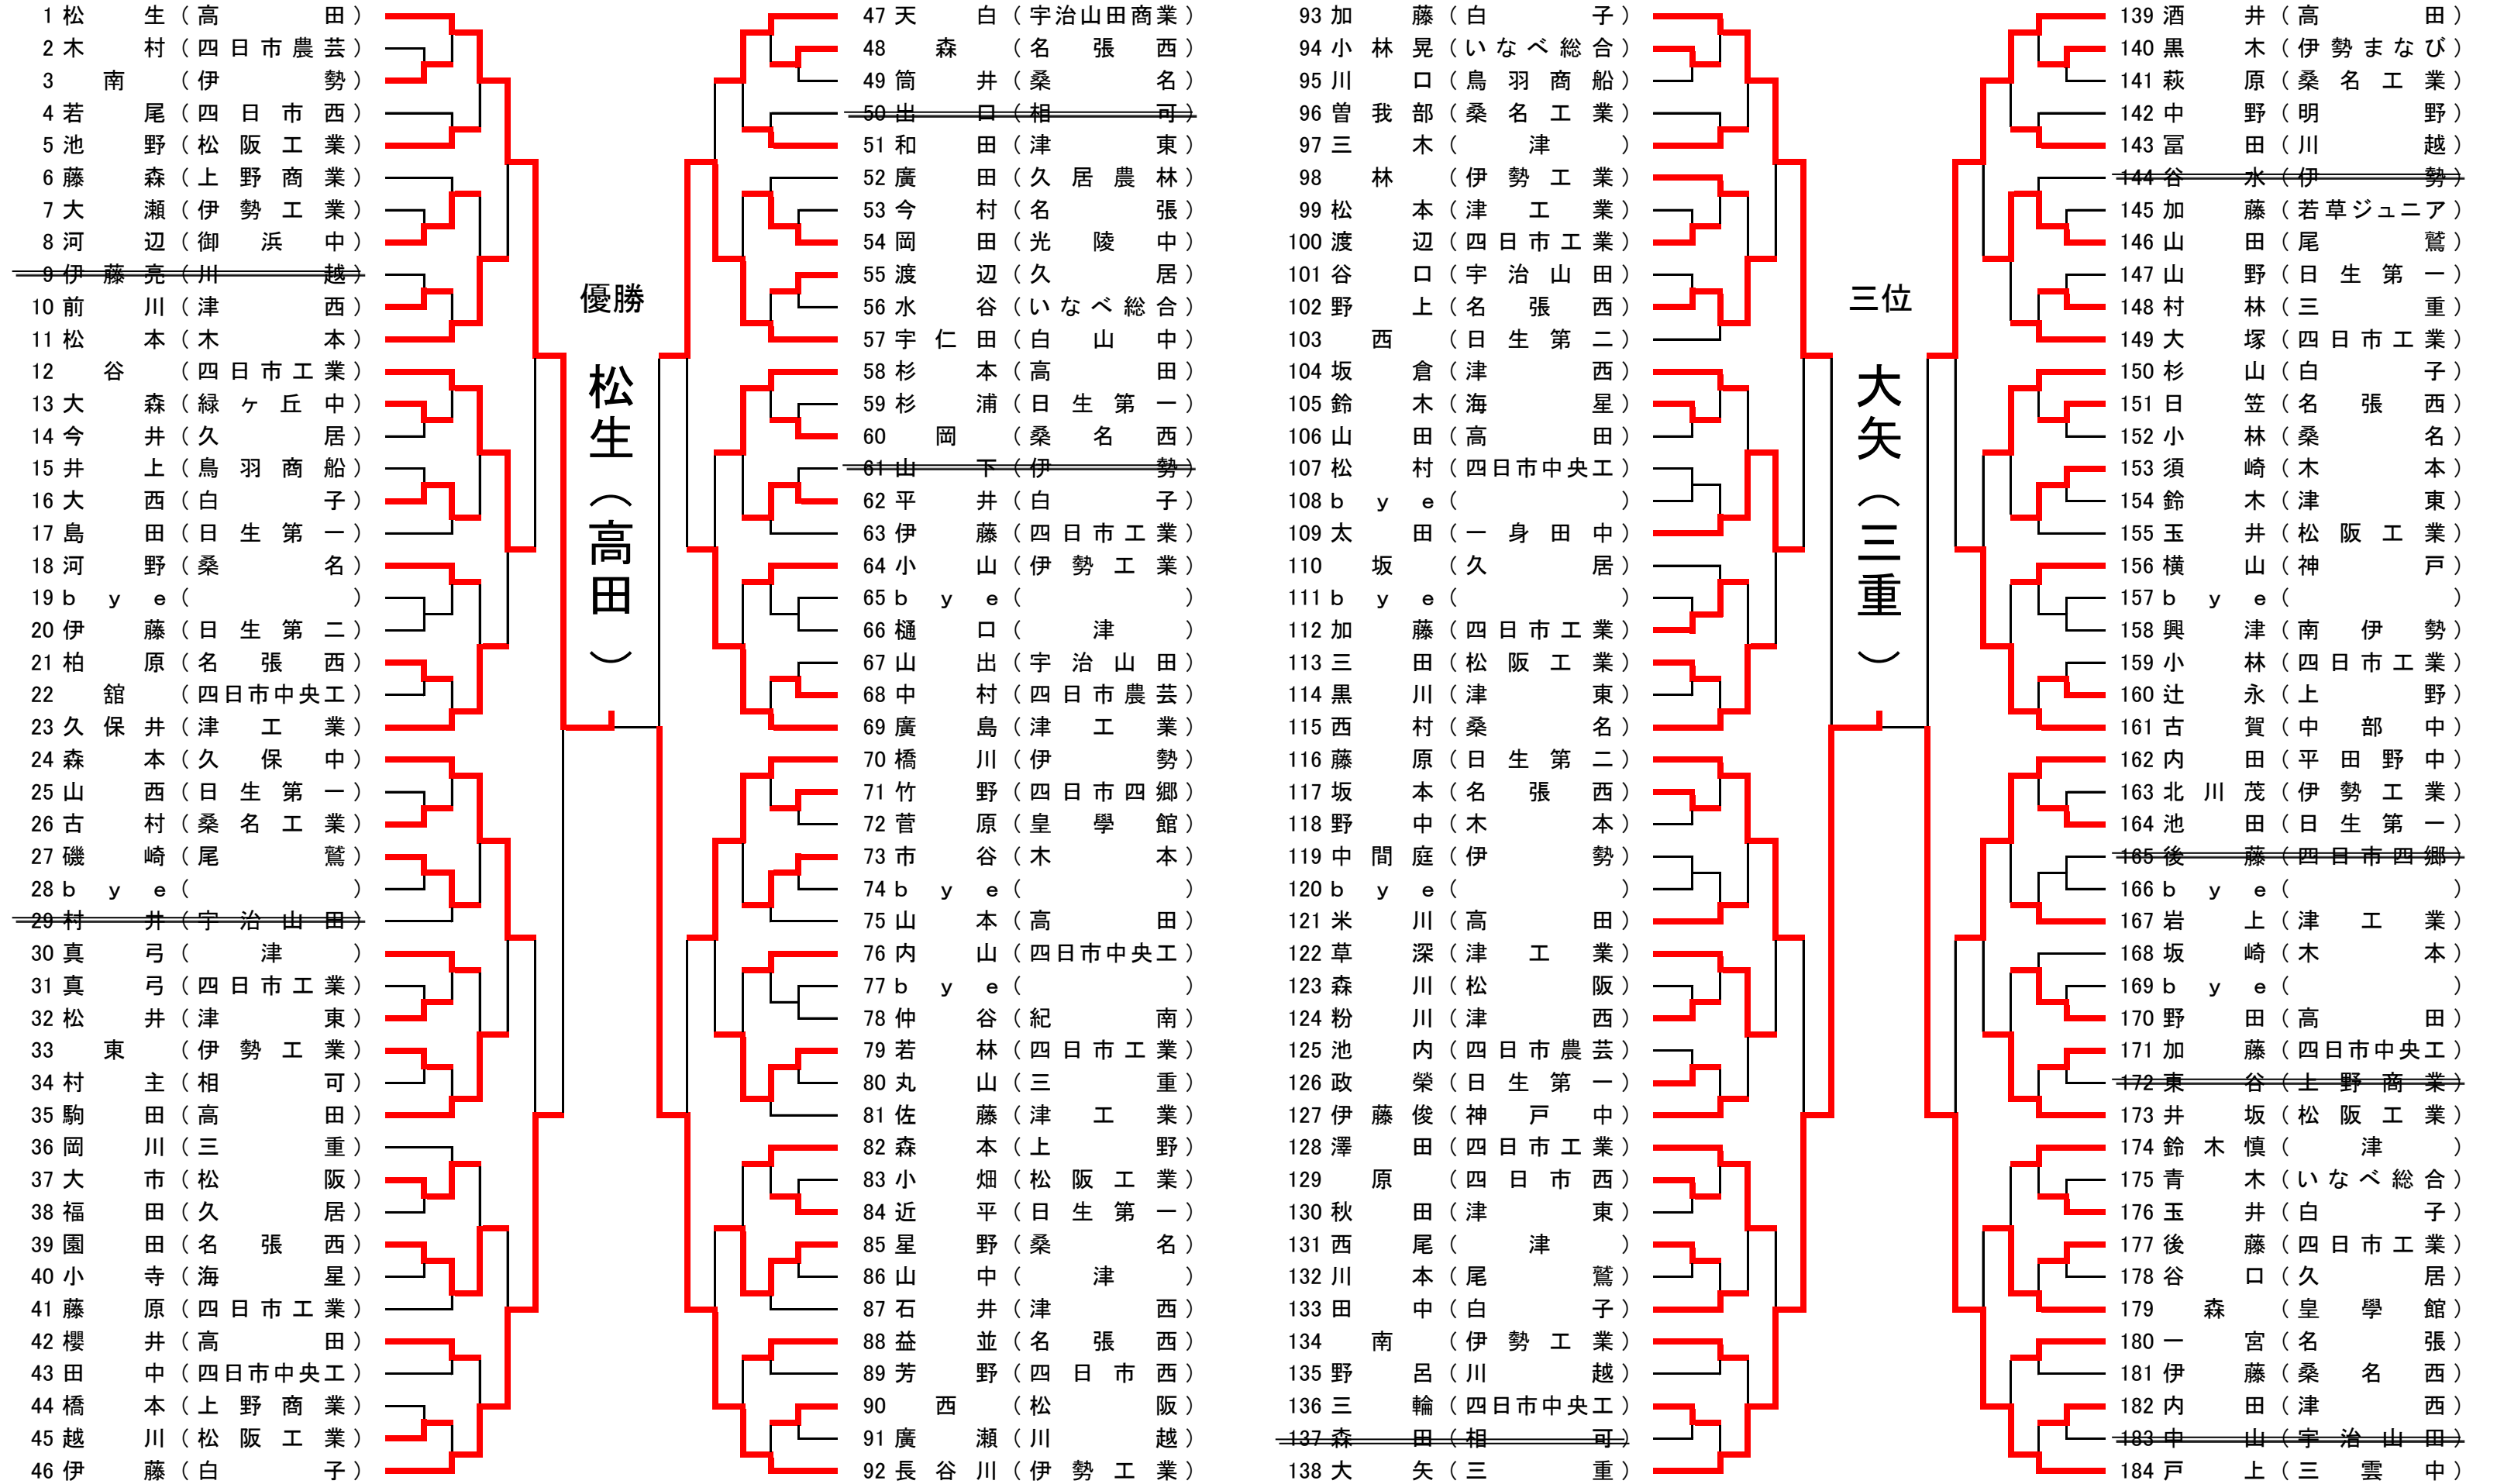 1 松生（高田）
2 木村（四日市農芸）
3 南（伊勢）
4 若尾（四日市西）
5 池野（松阪工業）
6 藤森（上野商業）
7 大瀬（伊勢工業）
8 河辺（御浜中）
9 伊藤亮（川越）
10 前川（津西）
11 松本（木本）
12 谷（四日市工業）
13 大森（緑ヶ丘中）
14 今井（久居）
15 井上（鳥羽商船）
16 大西（白子）
17 島田（日生第一）
18 河野（桑名）
19 ｂｙｅ（）
20 伊藤（日生第二）
21 柏原（名張西）
22 舘（四日市中央工）
23 久保井（津工業）
24 森本（久保中）
25 山西（日生第一）
26 古村（桑名工業）
27 磯崎（尾鷲）
28 ｂｙｅ（）
29 村井（宇治山田）
30 真弓（津）
31 真弓（四日市工業）
32 松井（津東）
33 東（伊勢工業）
34 村主（相可）
35 駒田（高田）
36 岡川（三重）
37 大市（松阪）
38 福田（久居）
39 園田（名張西）
40 小寺（海星）
41 藤原（四日市工業）
42 櫻井（高田）
43 田中（四日市中央工）
44 橋本（上野商業）
45 越川（松阪工業）
46 伊藤（白子）
優勝
松生（高田）
47 天白（宇治山田商業）
48 森（名張西）
49 筒井（桑名）
50 出口（相可）
51 和田（津東）
52 廣田（久居農林）
53 今村（名張）
54 岡田（光陵中）
55 渡辺（久居）
56 水谷（いなべ総合）
57 宇仁田（白山中）
58 杉本（高田）
59 杉浦（日生第一）
60 岡（桑名西）
61 山下（伊勢）
62 平井（白子）
63 伊藤（四日市工業）
64 小山（伊勢工業）
65 ｂｙｅ（）
66 樋口（津）
67 山出（宇治山田）
68 中村（四日市農芸）
69 廣島（津工業）
70 橋川（伊勢）
71 竹野（四日市四郷）
72 菅原（皇學館）
73 市谷（木本）
74 ｂｙｅ（）
75 山本（高田）
76 内山（四日市中央工）
77 ｂｙｅ（）
78 仲谷（紀南）
79 若林（四日市工業）
80 丸山（三重）
81 佐藤（津工業）
82 森本（上野）
83 小畑（松阪工業）
84 近平（日生第一）
85 星野（桑名）
86 山中（津）
87 石井（津西）
88 益並（名張西）
89 芳野（四日市西）
90 西（松阪）
91 廣瀬（川越）
92 長谷川（伊勢工業）
93 加藤（白子）
94 小林晃（いなべ総合）
95 川口（鳥羽商船）
96 曽我部（桑名工業）
97 三木（津）
98 林（伊勢工業）
99 松本（津工業）
100 渡辺（四日市工業）
101 谷口（宇治山田）
102 野上（名張西）
103 西（日生第二）
104 坂倉（津西）
105 鈴木（海星）
106 山田（高田）
107 松村（四日市中央工）
108 ｂｙｅ（）
109 太田（一身田中）
110 坂（久居）
111 ｂｙｅ（）
112 加藤（四日市工業）
113 三田（松阪工業）
114 黒川（津東）
115 西村（桑名）
116 藤原（日生第二）
117 坂本（名張西）
118 野中（木本）
119 中間庭（伊勢）
120 ｂｙｅ（）
121 米川（高田）
122 草深（津工業）
123 森川（松阪）
124 粉川（津西）
125 池内（四日市農芸）
126 政榮（日生第一）
127 伊藤俊（神戸中）
128 澤田（四日市工業）
129 原（四日市西）
130 秋田（津東）
131 西尾（津）
132 川本（尾鷲）
133 田中（白子）
134 南（伊勢工業）
135 野呂（川越）
136 三輪（四日市中央工）
137 森田（相可）
138 大矢（三重）
三位
大矢（三重）
139 酒井（高田）
140 黒木（伊勢まなび）
141 萩原（桑名工業）
142 中野（明野）
143 冨田（川越）
144 谷水（伊勢）
145 加藤（若草ジュニア）
146 山田（尾鷲）
147 山野（日生第一）
148 村林（三重）
149 大塚（四日市工業）
150 杉山（白子）
151 日笠（名張西）
152 小林（桑名）
153 須崎（木本）
154 鈴木（津東）
155 玉井（松阪工業）
156 横山（神戸）
157 ｂｙｅ（）
158 興津（南伊勢）
159 小林（四日市工業）
160 辻永（上野）
161 古賀（中部中）
162 内田（平田野中）
163 北川茂（伊勢工業）
164 池田（日生第一）
165 後藤（四日市四郷）
166 ｂｙｅ（）
167 岩上（津工業）
168 坂崎（木本）
169 ｂｙｅ（）
170 野田（高田）
171 加藤（四日市中央工）
172 東谷（上野商業）
173 井坂（松阪工業）
174 鈴木慎（津）
175 青木（いなべ総合）
176 玉井（白子）
177 後藤（四日市工業）
178 谷口（久居）
179 森（皇學館）
180 一宮（名張）
181 伊藤（桑名西）
182 内田（津西）
183 中山（宇治山田）
184 戸上（三雲中）